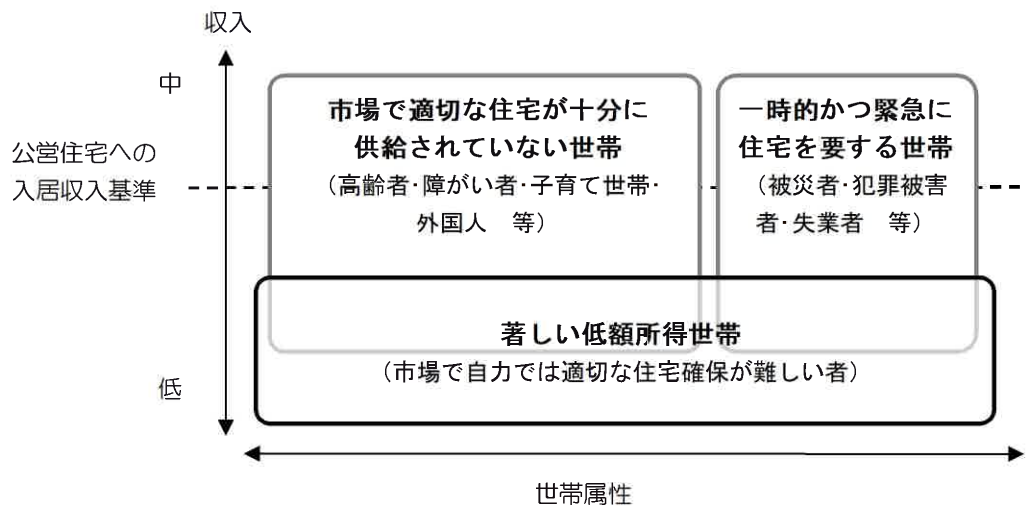 収入
中
公営住宅への
入居収入基準
市場で適切な住宅が十分に
供給されていない世帯
（高齢者・障がい者・子育て世帯・
外国人　等）
一時的かつ緊急に
住宅を要する世帯
（被災者・犯罪被害
者・失業者　等）
著しい低額所得世帯
（市場で自力では適切な住宅確保が難しい者）
低
世帯属性